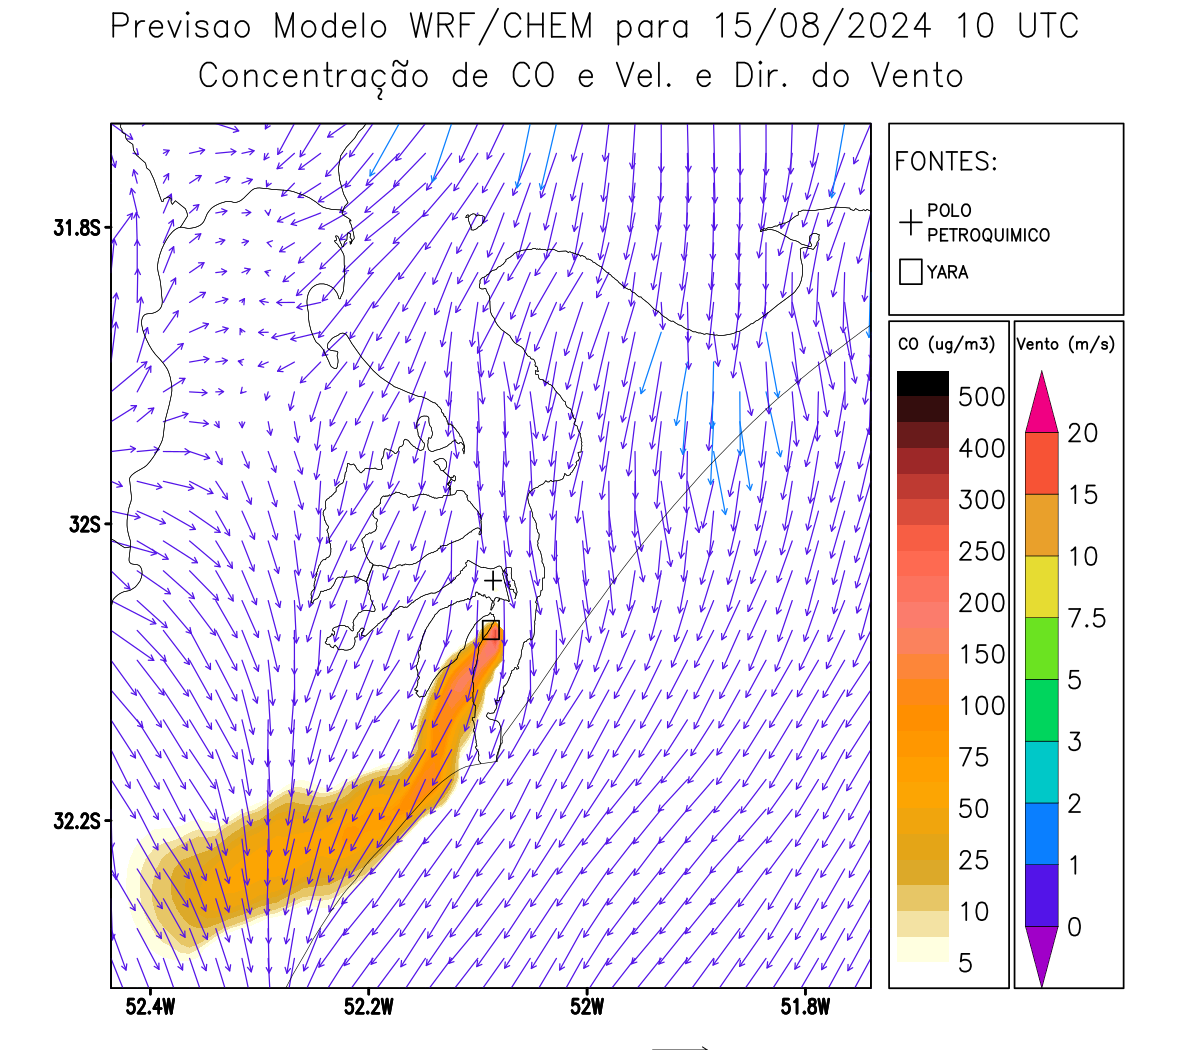 Previsao Modelo WRF/CHEM para 15/08/2024 10 UTC
Concentração de CO e Vel. e Dir. do Vento
FONTES:
POLO
PETROQUIMICO
YARA
CO (ug/m3)
500
400
300
250
200
150
100
75
50
25
10
5
Vento (m/s)
20
15
10
7.5
5
3
2
1
0
31.8S
32S
32.2S
52.4W
52.2W
52W
51.8W